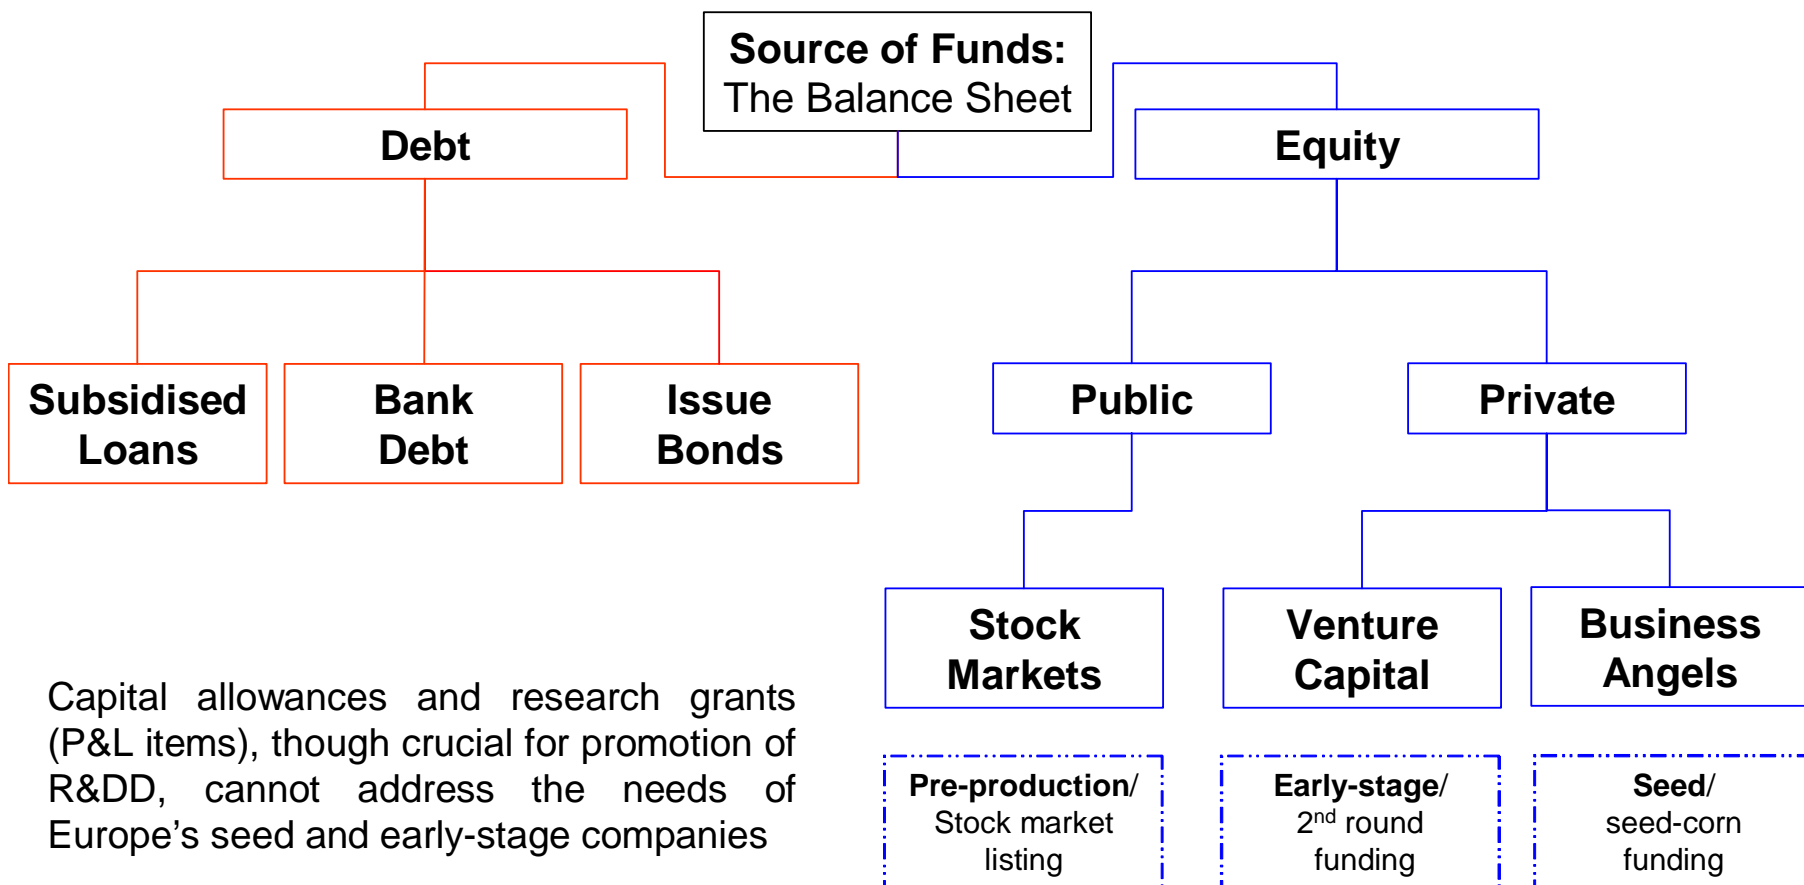 Source of Funds:
The Balance Sheet
Debt
Equity
Subsidised
Loans
Bank
Debt
Issue
Bonds
Public
Private
Stock
Markets
Venture
Capital
Business
Angels
Capital allowances and research grants
(P&L items), though crucial for promotion of
R&DD, cannot address the needs of
Europe’s seed and early-stage companies
Pre-production/
Stock market
listing
Early-stage/
2nd round
funding
Seed/
seed-corn
funding